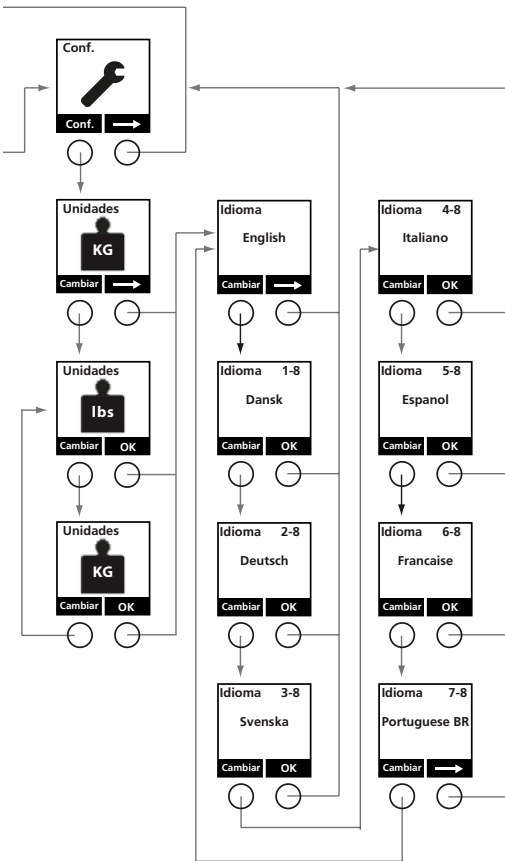 Conf.
Conf.
Unidades
KG
Cambiar
Unidades
lbs
Cambiar OK
Unidades
KG
Cambiar OK
Idioma
English
Cambiar
Idioma 1-8
Dansk
Cambiar OK
Idioma 2-8
Deutsch
Cambiar OK
Idioma 3-8
Svenska
Cambiar OK
Idioma 4-8
Italiano
Cambiar OK
Idioma 5-8
Espanol
Cambiar OK
Idioma 6-8
Francaise
Cambiar OK
Idioma 7-8
Portuguese BR
Cambiar